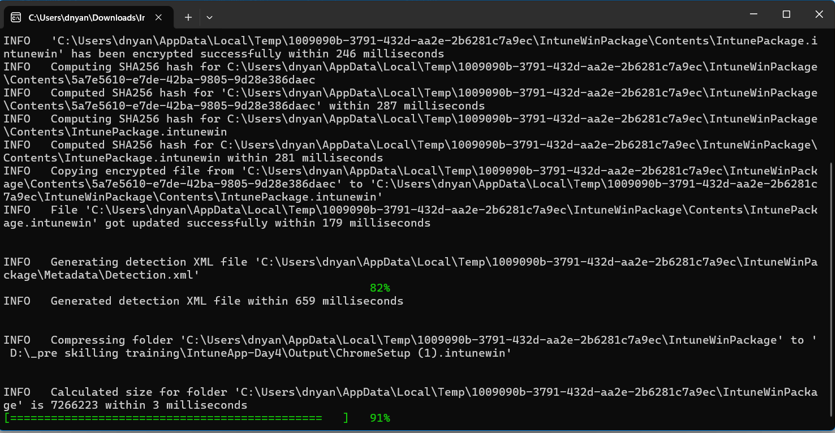 C:\Users\dnyan\Downloads\Ir
INFO   'C:\Users\dnyan\AppData\Local\Temp\1009090b-3791-432d-aa2e-2b6281c7a9ec\IntuneWinPackage\Contents\IntunePackage.i
ntunewin' has been encrypted successfully within 246 milliseconds
INFO   Computing SHA256 hash for C:\Users\dnyan\AppData\Local\Temp\1009090b-3791-432d-aa2e-2b6281c7a9ec\IntuneWinPackage
\Contents\5a7e5610-e7de-42ba-9805-9d28e386daec
INFO   Computed SHA256 hash for 'C:\Users\dnyan\AppData\Local\Temp\1009090b-3791-432d-aa2e-2b6281c7a9ec\IntuneWinPackage
\Contents\5a7e5610-e7de-42ba-9805-9d28e386daec' within 287 milliseconds
INFO   Computing SHA256 hash for C:\Users\dnyan\AppData\Local\Temp\1009090b-3791-432d-aa2e-2b6281c7a9ec\IntuneWinPackage
\Contents\IntunePackage.intunewin
INFO   Computed SHA256 hash for C:\Users\dnyan\AppData\Local\Temp\1009090b-3791-432d-aa2e-2b6281c7a9ec\IntuneWinPackage\
Contents\IntunePackage.intunewin within 281 milliseconds
INFO   Copying encrypted file from 'C:\Users\dnyan\AppData\Local\Temp\1009090b-3791-432d-aa2e-2b6281c7a9ec\IntuneWinPack
age\Contents\5a7e5610-e7de-42ba-9805-9d28e386daec' to 'C:\Users\dnyan\AppData\Local\Temp\1009090b-3791-432d-aa2e-2b6281c
7a9ec\IntuneWinPackage\Contents\IntunePackage.intunewin'
INFO   File 'C:\Users\dnyan\AppData\Local\Temp\1009090b-3791-432d-aa2e-2b6281c7a9ec\IntuneWinPackage\Contents\IntunePack
age.intunewin' got updated successfully within 179 milliseconds
INFO   Generating detection XML file 'C:\Users\dnyan\AppData\Local\Temp\1009090b-3791-432d-aa2e-2b6281c7a9ec\IntuneWinPa
ckage\Metadata\Detection.xml'
82%
INFO   Generated detection XML file within 659 milliseconds
INFO   Compressing folder 'C:\Users\dnyan\AppData\Local\Temp\1009090b-3791-432d-aa2e-2b6281c7a9ec\IntuneWinPackage' to '
D:\_pre skilling training\IntuneApp-Day4\Output\ChromeSetup (1).intunewin'
INFO   Calculated size for folder 'C:\Users\dnyan\AppData\Local\Temp\1009090b-3791-432d-aa2e-2b6281c7a9ec\IntuneWinPacka
ge' is 7266223 within 3 milliseconds
[==============================================   ]   91%